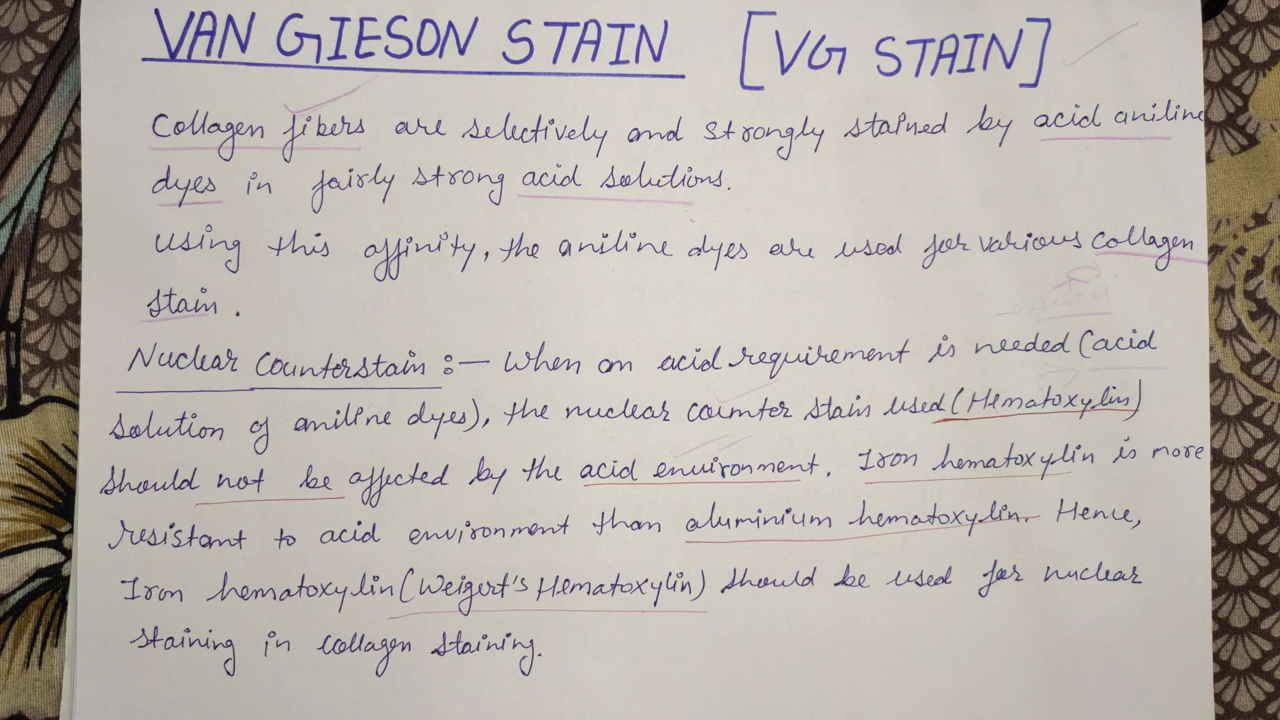 VAN GIESON STAIN [VG STAIN]
Collagen fibers are selectively and strongly stained by acid aniline
dyes in fairly strong acid solutions.
Using this affinity, the aniline dyes are used for various collagen
stain.
Nuclear Counterstain :— When an acid requirement is needed (acid
solution of aniline dyes), the nuclear counter stain used (Hematoxylin)
should not be affected by the acid environment. Iron hematoxylin is more
resistant to acid environment than aluminium hematoxylin. Hence,
Iron hematoxylin (Weigert's Hematoxylin) should be used for nuclear
staining in collagen staining.